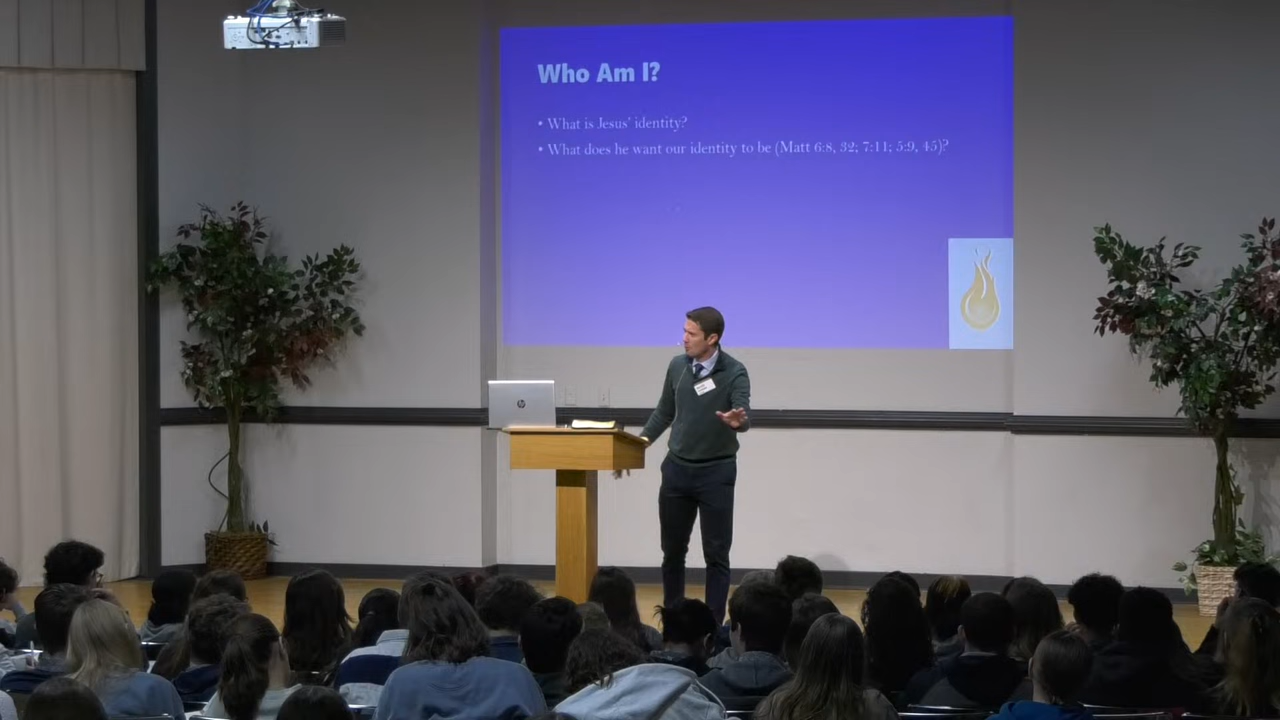 Who Am I?
• What is Jesus' identity?
• What does he want our identity to be (Matt 6:8, 32; 7:11; 5:9, 45)?
hp